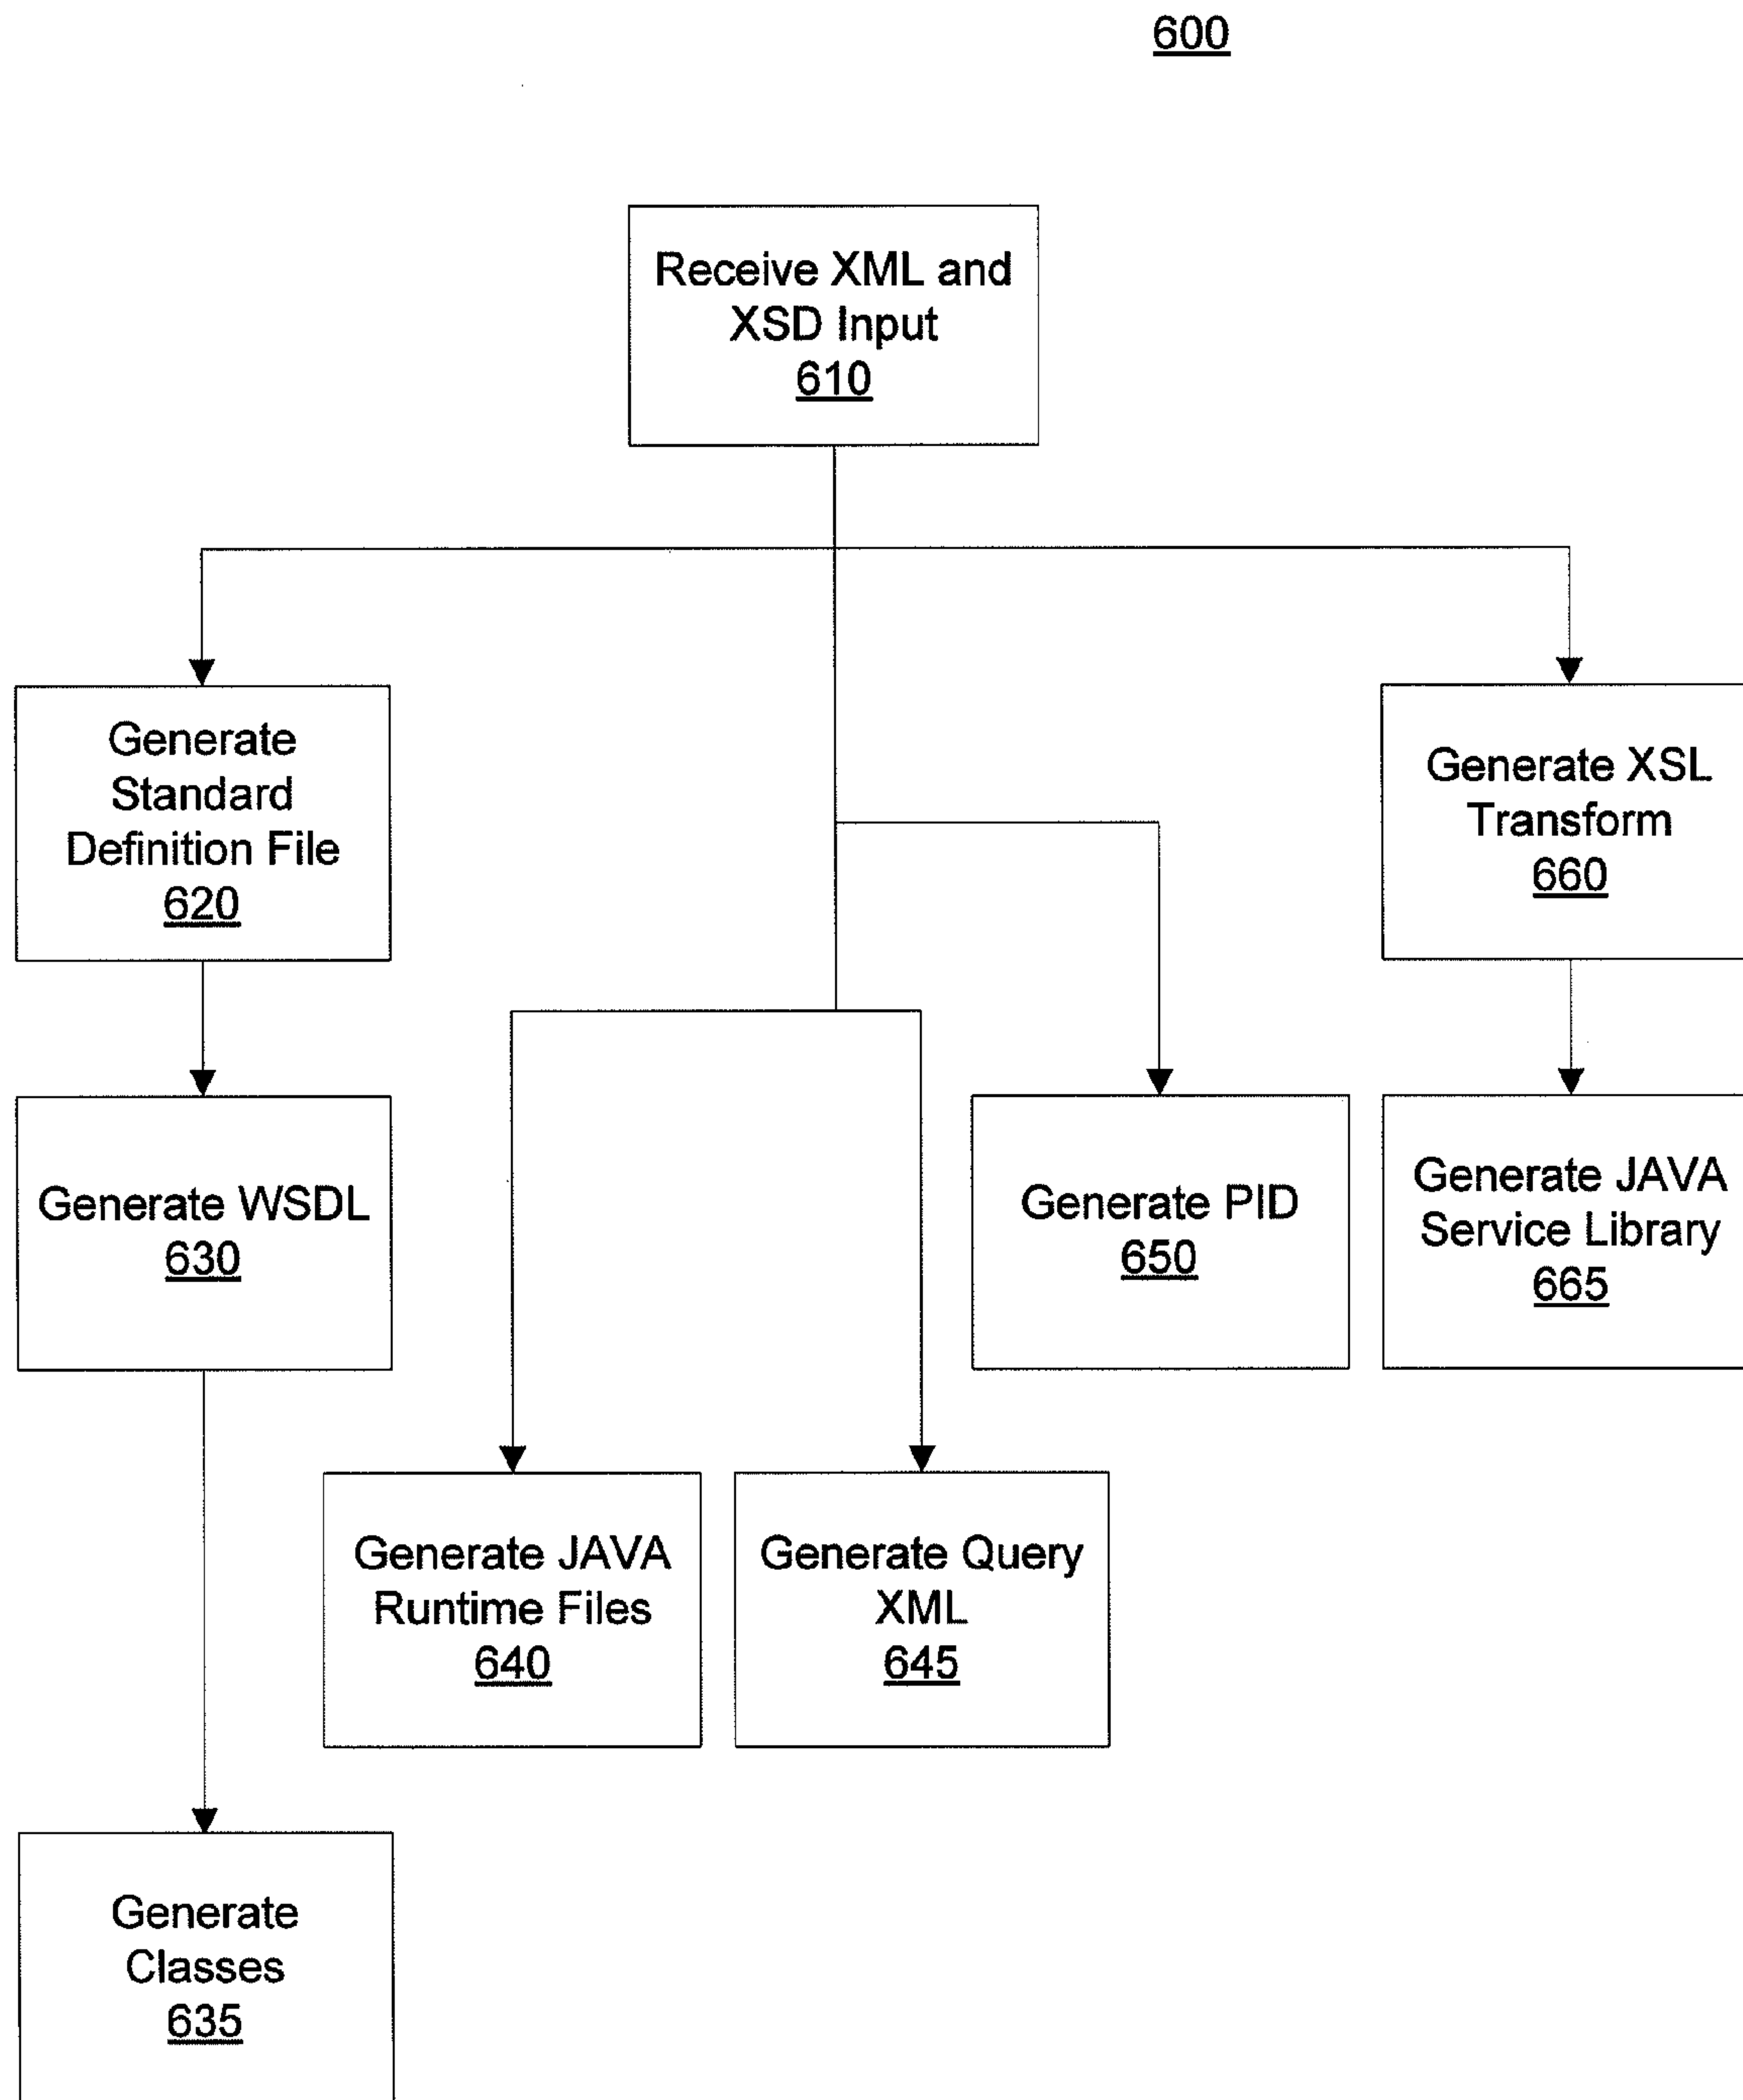 600
Receive XML and
XSD Input
610
Generate
Standard
Definition File
620
Generate XSL
Transform
660
Generate WSDL
630
Generate PID
650
Generate JAVA
Service Library
665
Generate JAVA
Runtime Files
640
Generate Query
XML
645
Generate
Classes
635